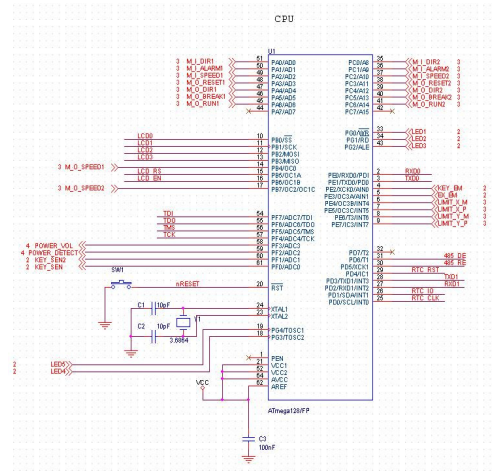 CPU
U1
3 M_I_DIR1 51 PA0/AD0 PC0/A8 35 M_I_DIR2 3
3 M_I_ALARM1 50 PA1/AD1 PC1/A9 36 M_I_ALARM2 3
3 M_I_SPEED1 49 PA2/AD2 PC2/A10 37 M_I_SPEED2 3
3 M_O_RESET1 48 PA3/AD3 PC3/A11 38 M_O_RESET2 3
3 M_O_DIR1 47 PA4/AD4 PC4/A12 39 M_O_DIR2 3
3 M_O_BREAK1 46 PA5/AD5 PC5/A13 40 M_O_BREAK2 3
3 M_O_RUN1 45 PA6/AD6 PC6/A14 41 M_O_RUN2 3
44 PA7/AD7 PC7/A15 42
PG0/WR 33 LED1 2
LCD0 10 PB0/SS PG1/RD 34 LED2 2
LCD1 11 PB1/SCK PG2/ALE 43 LED3 2
LCD2 12 PB2/MOSI
LCD3 13 PB3/MISO
3 M_O_SPEED1 14 PB4/OC0
LCD_RS 15 PB5/OC1A PE0/RXD0/PDI 2 RXD0
LCD_EN 16 PB6/OC1B PE1/TXD0/PDO 3 TXD0
3 M_O_SPEED2 17 PB7/OC2/OC1C PE2/XCK0/AIN0 4 KEY_EM 2
PE3/OC3A/AIN1 5 EX_EM 3
PE4/OC3B/INT4 6 LIMIT_X_M 3
PE5/OC3C/INT5 7 LIMIT_X_P 3
PE6/T3/INT6 8 LIMIT_Y_M 3
TDI 54 PF7/ADC7/TDI PE7/IC3/INT7 9 LIMIT_Y_P 3
TDO 55 PF6/ADC6/TDO
TMS 56 PF5/ADC5/TMS
TCK 57 PF4/ADC4/TCK
4 POWER_VOL 58 PF3/ADC3 PD7/T2 32
4 POWER_DETECT 59 PF2/ADC2 PD6/T1 31 485_DE
2 KEY_SEN2 60 PF1/ADC1 PD5/XCK1 30 485_RE
2 KEY_SEN 61 PF0/ADC0 PD4/IC1 29 RTC_RST
SW1 PD3/TXD1/INT3 28 TXD1
nRESET 20 RST PD2/RXD1/INT2 27 RXD1
PD1/SDA/INT1 26 RTC_IO
C1 10pF 24 XTAL1 PD0/SCL/INT0 25 RTC_CLK
23 XTAL2
Y1
C2 10pF 19 PG4/TOSC1
3.6864 18 PG3/TOSC2
2 LED5
2 LED4
1 PEN
21 VCC1
52 VCC2
64 AVCC
VCC 62 AREF
ATmega128/FP
C3
100nF